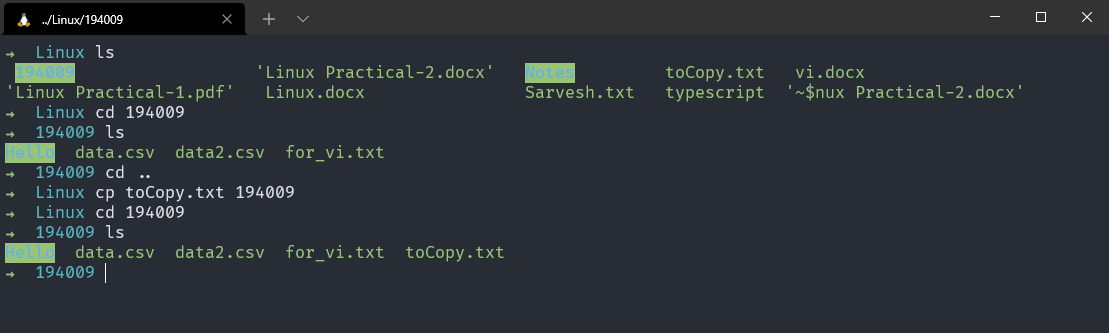 ../Linux/194009
→ Linux ls
194009 'Linux Practical-2.docx' Notes toCopy.txt vi.docx
'Linux Practical-1.pdf' Linux.docx Sarvesh.txt typescript '~$nux Practical-2.docx'
→ Linux cd 194009
→ 194009 ls
Hello data.csv data2.csv for_vi.txt
→ 194009 cd ..
→ Linux cp toCopy.txt 194009
→ Linux cd 194009
→ 194009 ls
Hello data.csv data2.csv for_vi.txt toCopy.txt
→ 194009